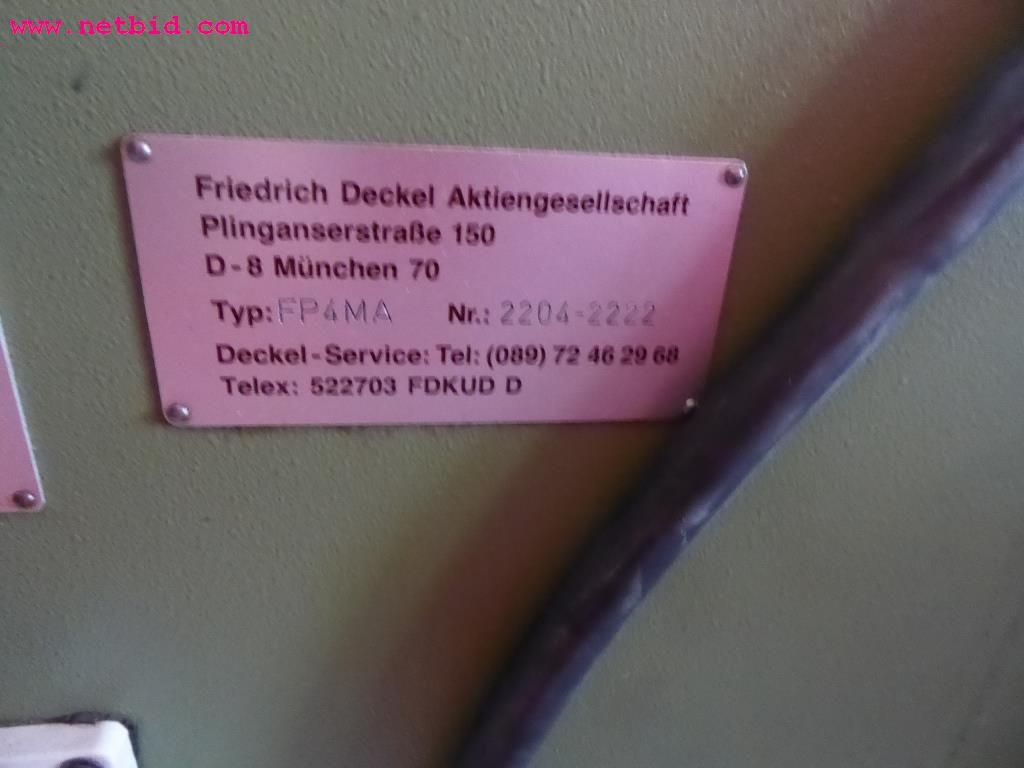 www.netbid.com
Friedrich Deckel Aktiengesellschaft
Plinganserstraße 150
D-8 München 70
Typ: FP4MA Nr.: 2204-2222
Deckel-Service: Tel: (089) 72 46 29 68
Telex: 522703 FDKUD D